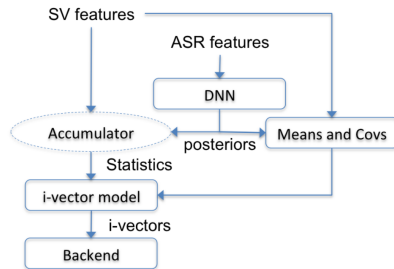 SV features
ASR features
DNN
Accumulator
posteriors
Means and Covs
Statistics
i-vector model
i-vectors
Backend